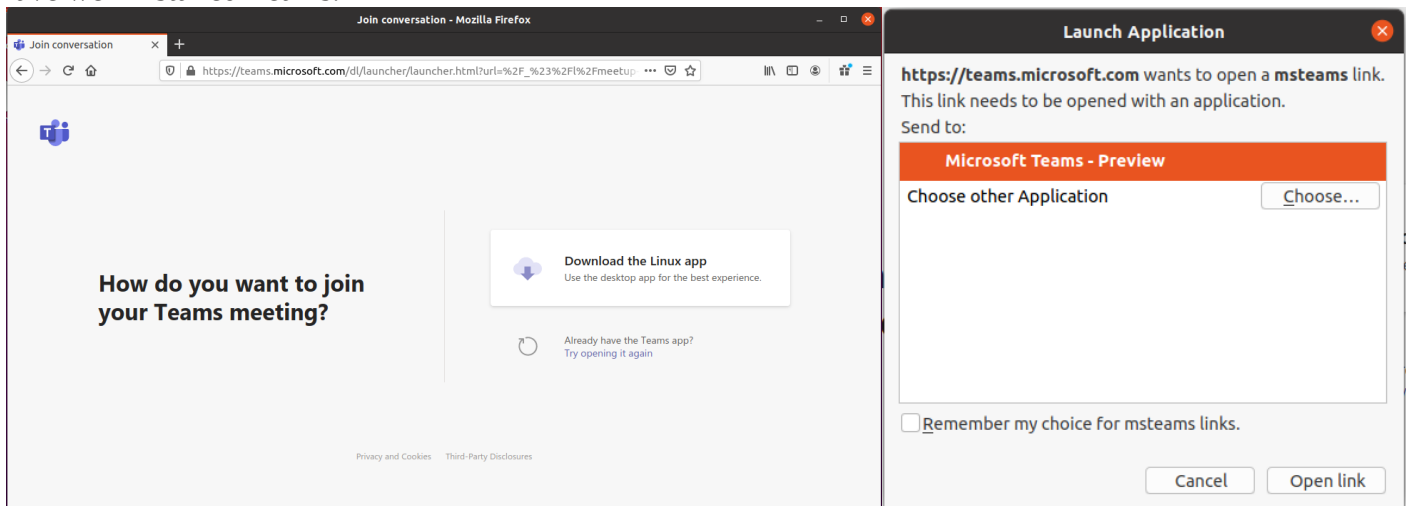 Join conversation - Mozilla Firefox
Join conversation
https://teams.microsoft.com/dl/launcher/launcher.html?url=%2F_%23%2Fl%2Fmeetup
T
How do you want to join
your Teams meeting?
Download the Linux app
Use the desktop app for the best experience.
Already have the Teams app?
Try opening it again
Privacy and Cookies Third-Party Disclosures
Launch Application
https://teams.microsoft.com wants to open a msteams link.
This link needs to be opened with an application.
Send to:
Microsoft Teams - Preview
Choose other Application Choose...
Remember my choice for msteams links.
Cancel Open link